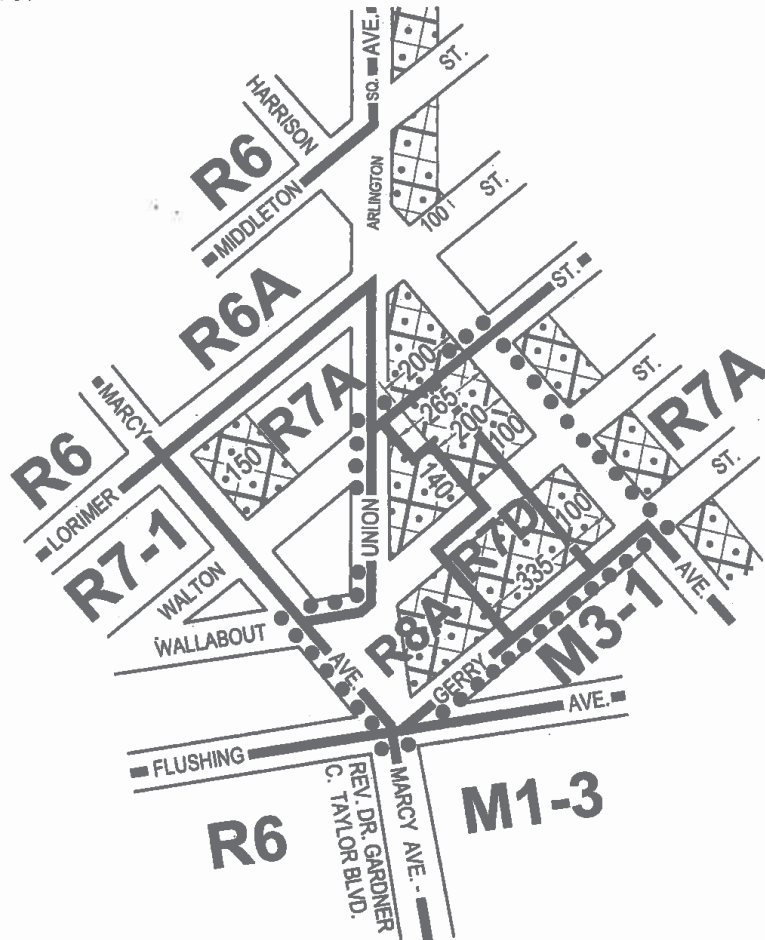 AVE.
SQ.
ST.
HARRISON
R6
MIDDLETON
ARLINGTON
100'
ST.
R6A
ST.
MARCY
200
R7A
265
200
100
ST.
R7A
R6
150
140
ST.
LORIMER
UNION
R7D
100
R7-1
335
WALTON
AVE.
WALLABOUT
R8A
M3-1
AVE.
GERRY
AVE.
FLUSHING
R6
REV. DR. GARDNER
C. TAYLOR BLVD.
MARCY AVE.
M1-3